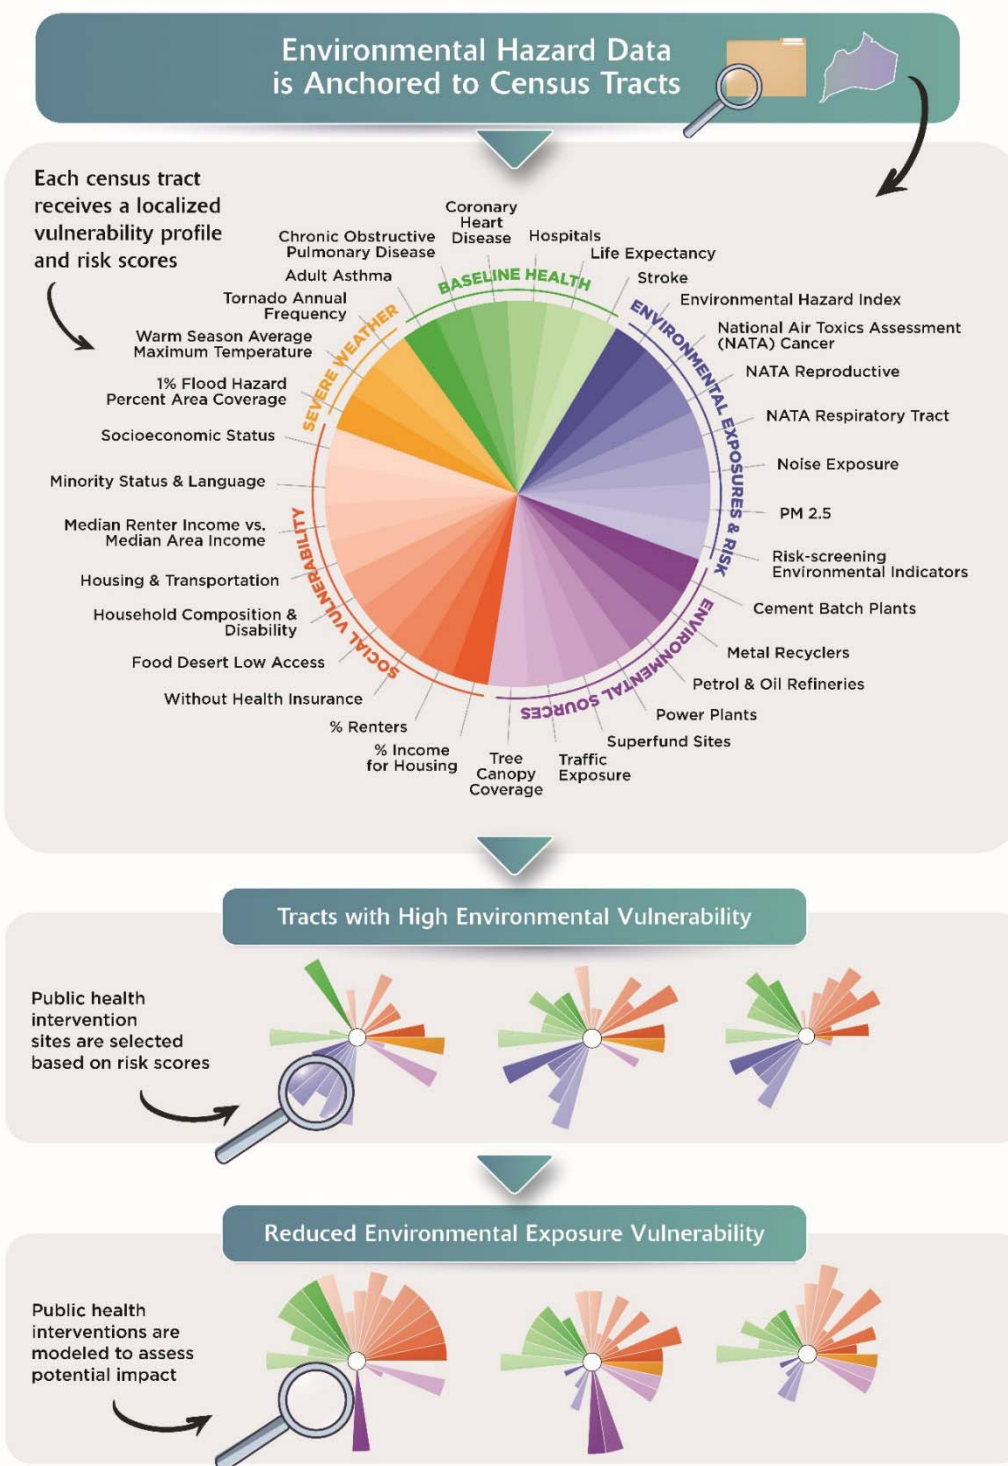 Environmental Hazard Data
is Anchored to Census Tracts
Each census tract
receives a localized
vulnerability profile
and risk scores
BASELINE HEALTH
Adult Asthma
Chronic Obstructive
Pulmonary Disease
Coronary
Heart
Disease
Hospitals
Life Expectancy
Stroke
ENVIRONMENTAL EXPOSURES & RISK
Environmental Hazard Index
National Air Toxics Assessment
(NATA) Cancer
NATA Reproductive
NATA Respiratory Tract
Noise Exposure
PM 2.5
Risk-screening
Environmental Indicators
ENVIRONMENTAL SOURCES
Cement Batch Plants
Metal Recyclers
Petrol & Oil Refineries
Power Plants
Superfund Sites
Traffic
Exposure
Tree
Canopy
Coverage
SOCIAL VULNERABILITY
% Income
for Housing
% Renters
Without Health Insurance
Food Desert Low Access
Household Composition &
Disability
Housing & Transportation
Median Renter Income vs.
Median Area Income
Minority Status & Language
Socioeconomic Status
SEVERE WEATHER
1% Flood Hazard
Percent Area Coverage
Warm Season Average
Maximum Temperature
Tornado Annual
Frequency
Tracts with High Environmental Vulnerability
Public health
intervention
sites are selected
based on risk scores
Reduced Environmental Exposure Vulnerability
Public health
interventions are
modeled to assess
potential impact